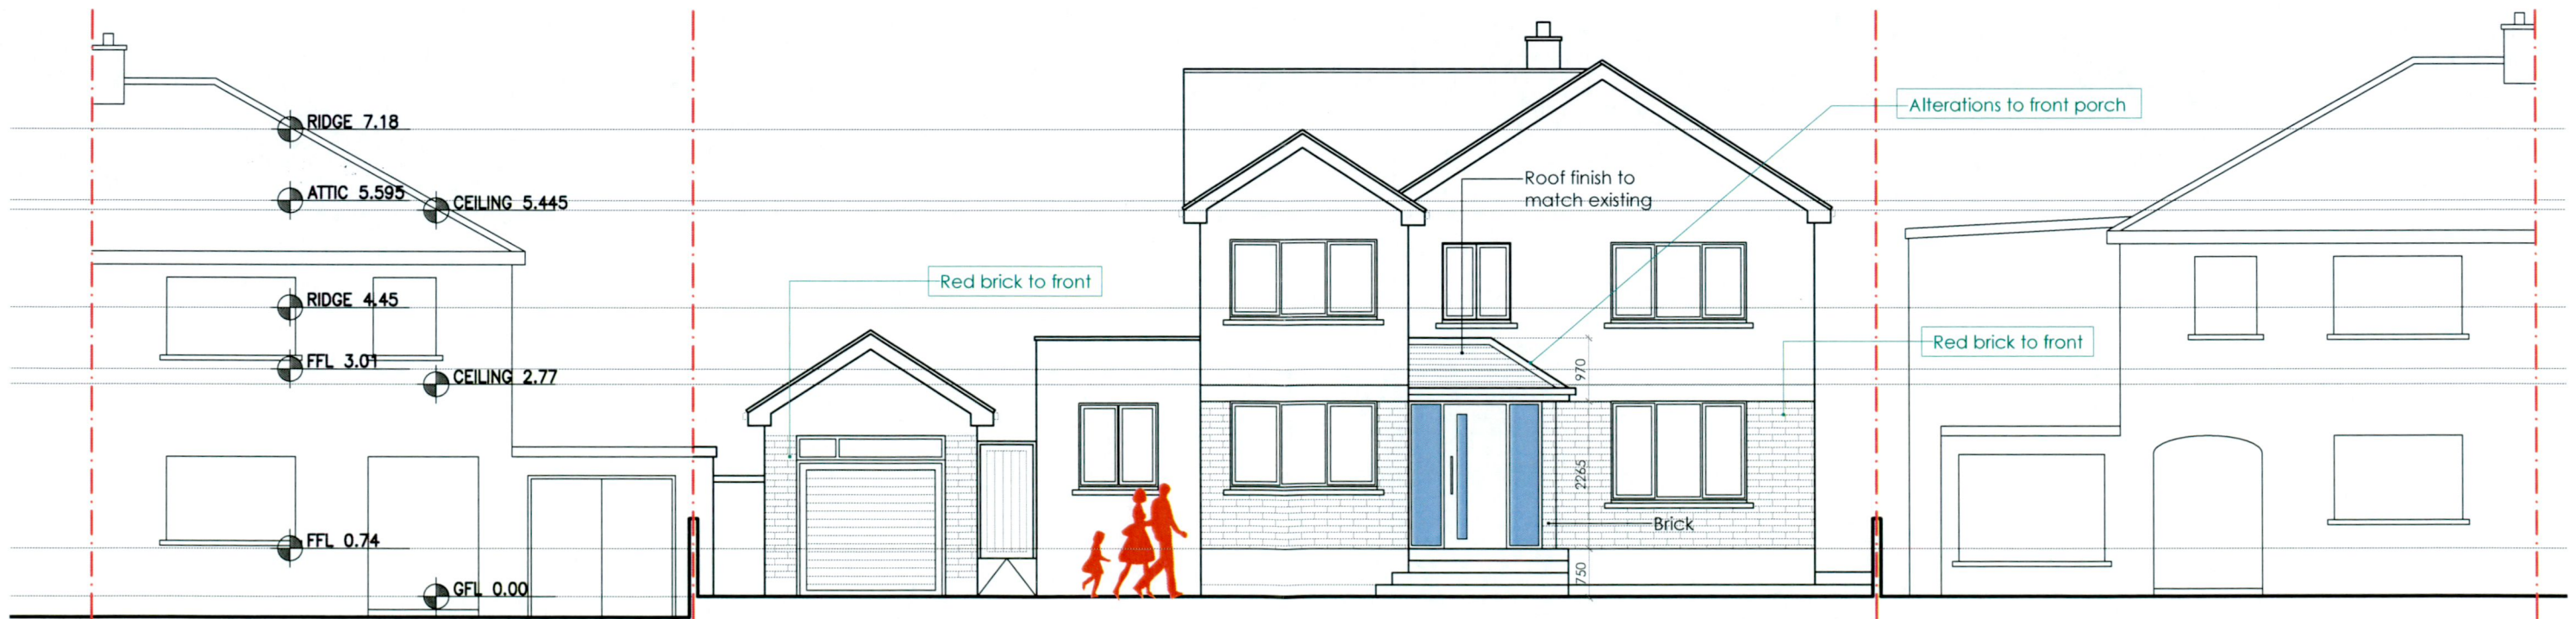 RIDGE 7.18
ATTIC 5.595
CEILING 5.445
RIDGE 4.45
FFL 3.01
CEILING 2.77
FFL 0.74
GFL 0.00
Red brick to front
Roof finish to
match existing
Alterations to front porch
Red brick to front
970
2265
Brick
750